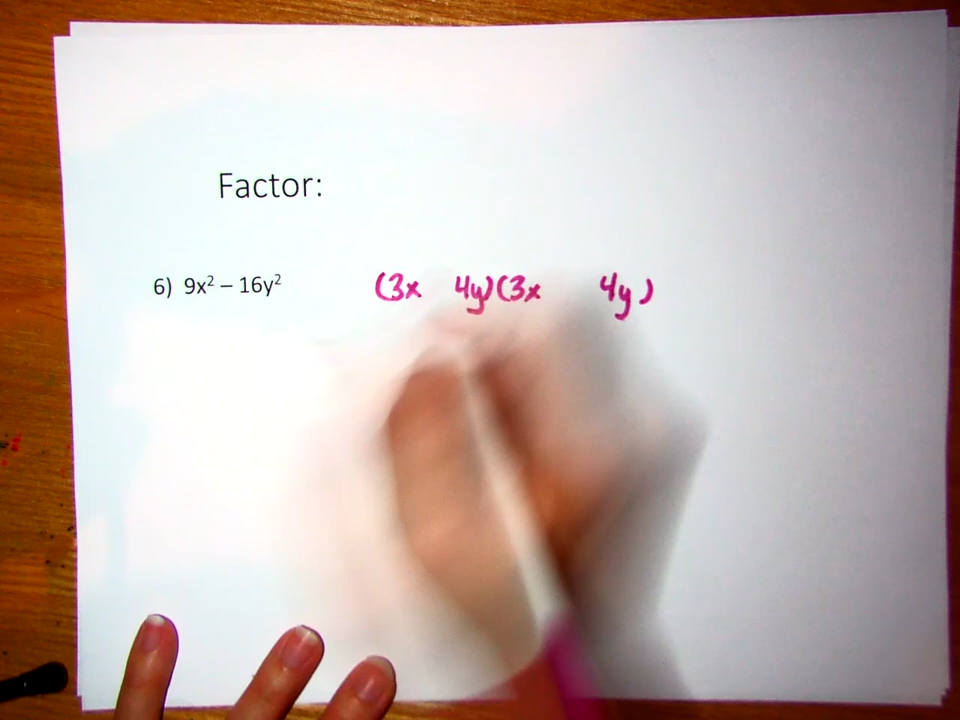 Factor:
6) 9x² – 16y² (3x 4y)(3x 4y)